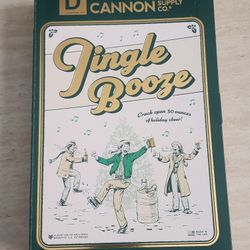 D
CANNON
SUPPLY
CO.®
Jingle
Booze
Crack open 50 ounces
of holiday cheer!